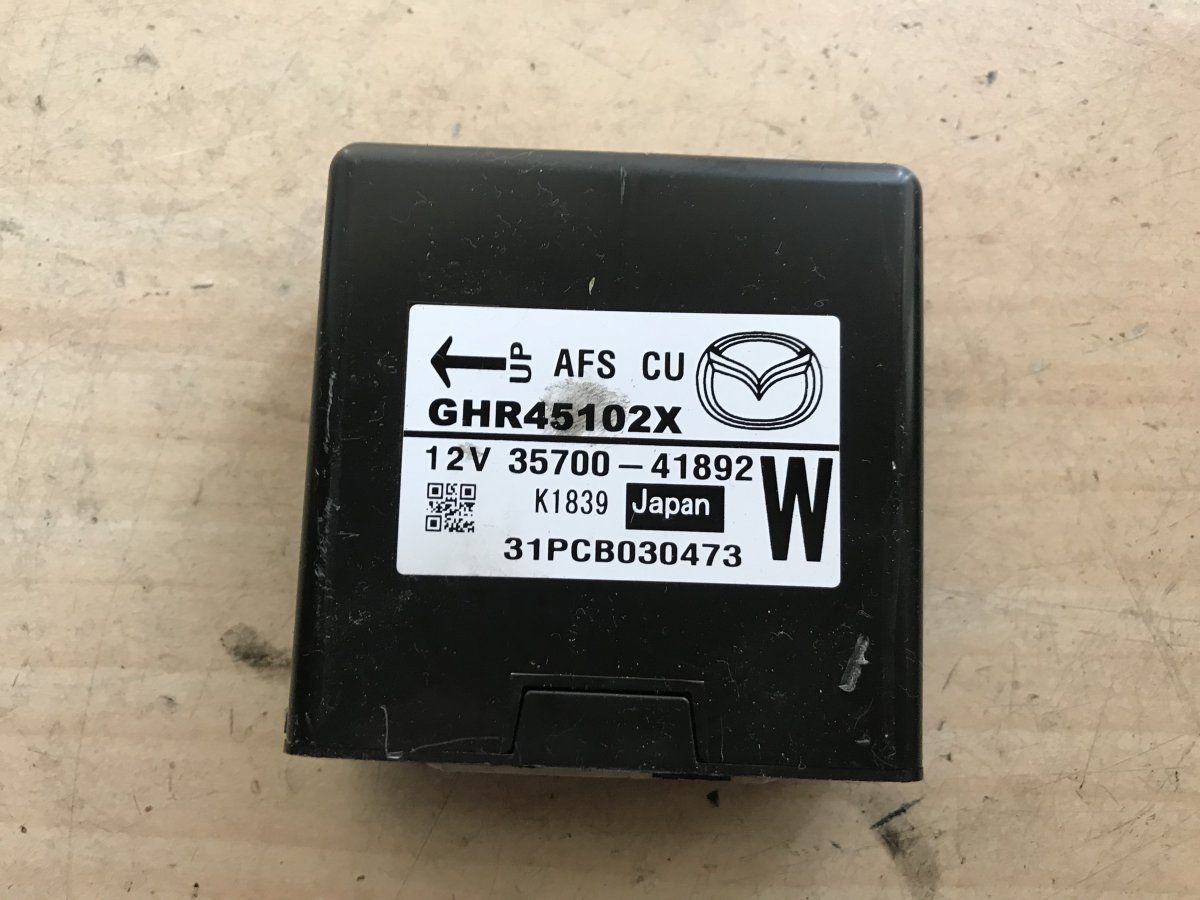 UP AFS CU
GHR45102X
12V 35700-41892
K1839 Japan
W
31PCB030473